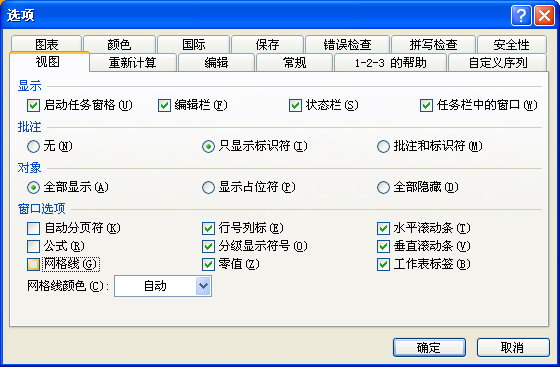 选项
图表 颜色 国际 保存 错误检查 拼写检查 安全性
视图 重新计算 编辑 常规 1-2-3 的帮助 自定义序列
显示
启动任务窗格(U) 编辑栏(F) 状态栏(S) 任务栏中的窗口(W)
批注
无(N) 只显示标识符(I) 批注和标识符(M)
对象
全部显示(A) 显示占位符(P) 全部隐藏(D)
窗口选项
自动分页符(K) 行号列标(E) 水平滚动条(T)
公式(R) 分级显示符号(O) 垂直滚动条(V)
网格线(G) 零值(Z) 工作表标签(B)
网格线颜色(C): 自动
确定 取消